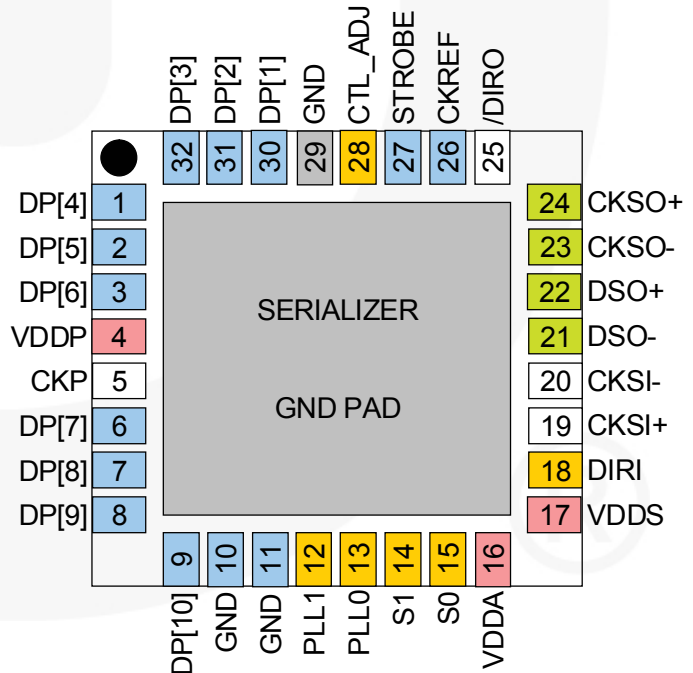 DP[3]
DP[2]
DP[1]
GND
CTL_ADJ
STROBE
CKREF
/DIRO
32
31
30
29
28
27
26
25
DP[4] 1
DP[5] 2
DP[6] 3
VDDP 4
CKP 5
DP[7] 6
DP[8] 7
DP[9] 8
SERIALIZER
GND PAD
24 CKSO+
23 CKSO-
22 DSO+
21 DSO-
20 CKSI-
19 CKSI+
18 DIRI
17 VDDS
9
10
11
12
13
14
15
16
DP[10]
GND
GND
PLL1
PLL0
S1
S0
VDDA
®